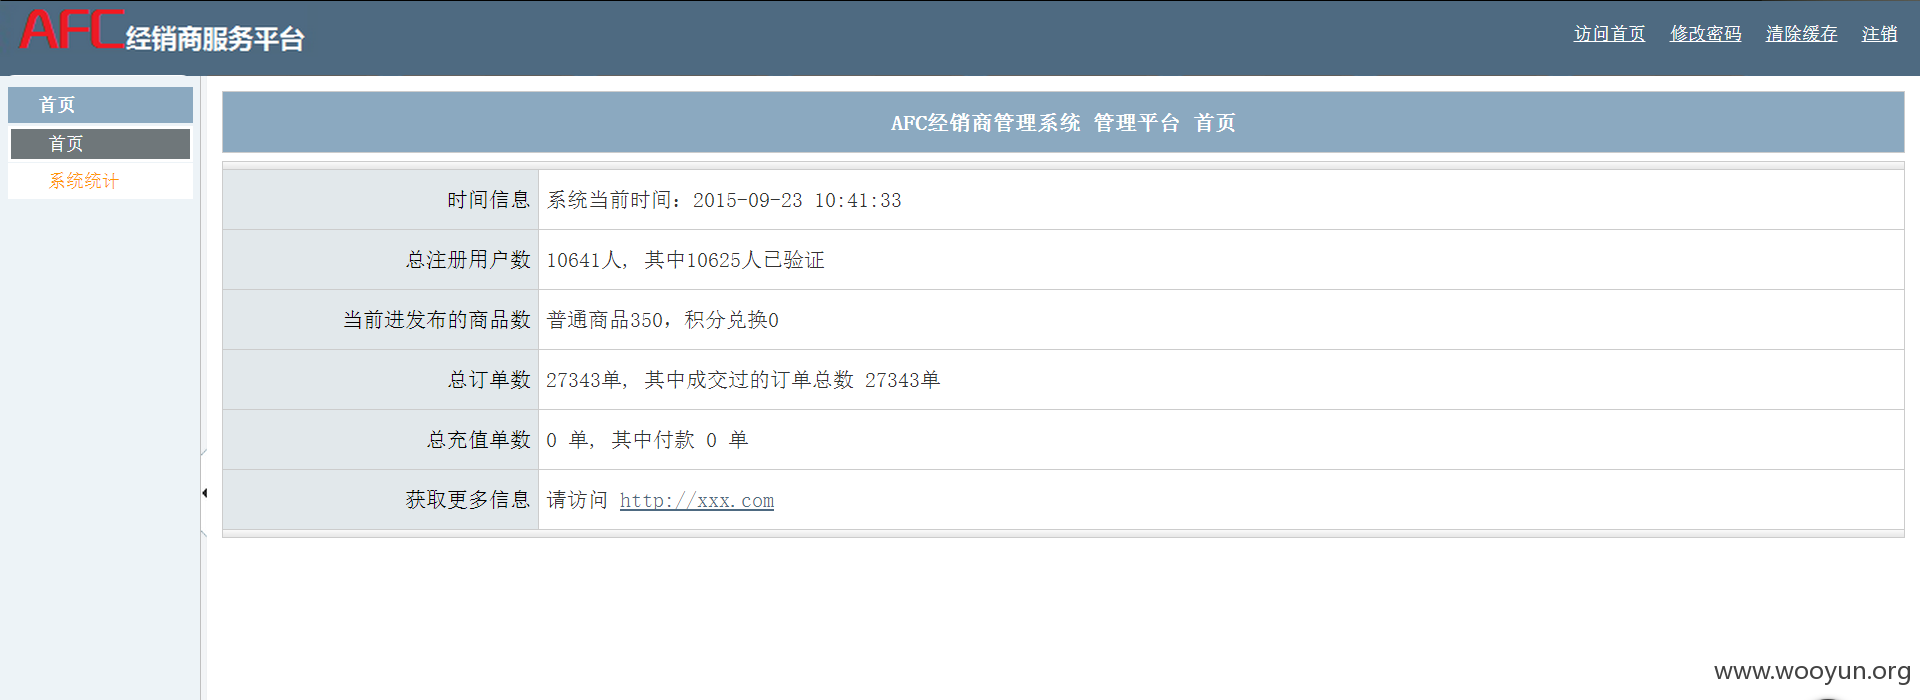 AFC经销商服务平台
访问首页 修改密码 清除缓存 注销
首页
首页
系统统计
AFC经销商管理系统 管理平台 首页
时间信息 系统当前时间：2015-09-23 10:41:33
总注册用户数 10641人, 其中10625人已验证
当前进发布的商品数 普通商品350，积分兑换0
总订单数 27343单, 其中成交过的订单总数 27343单
总充值单数 0 单, 其中付款 0 单
获取更多信息 请访问 http://xxx.com
www.wooyun.org